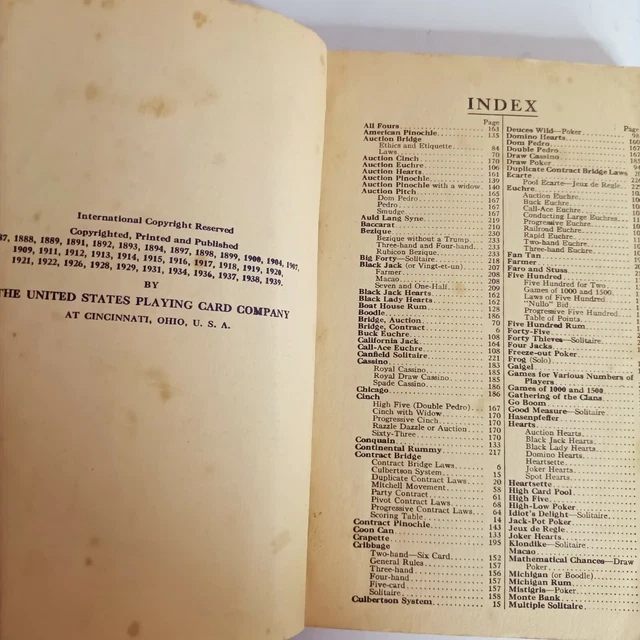 International Copyright Reserved
Copyrighted, Printed and Published
1888, 1889, 1891, 1892, 1893, 1894, 1897, 1898, 1899, 1900, 1904, 1907,
1909, 1911, 1912, 1913, 1914, 1915, 1916, 1917, 1918, 1919, 1920,
1921, 1922, 1926, 1928, 1929, 1931, 1934, 1936, 1937, 1938, 1939.
BY
THE UNITED STATES PLAYING CARD COMPANY
AT CINCINNATI, OHIO, U. S. A.
INDEX
Page
All Fours 163
American Pinochle 135
Auction Bridge
Ethics and Etiquette 84
Laws 70
Auction Cinch 170
Auction Euchre 106
Auction Hearts 161
Auction Pinochle 139
Auction Pinochle with a widow 140
Auction Pitch 165
Dom Pedro 167
Pedro 167
Smudge 165
Auld Lang Syne 219
Baccarat 210
Bezique 231
Bezique without a Trump 233
Three-hand and Four-hand 233
Rubicon Bezique 233
Big Forty—Solitaire 218
Black Jack (or Vingt-et-un) 207
Farmer 208
Macao 208
Seven and One-Half 209
Black Jack Hearts 162
Black Lady Hearts 162
Boat House Rum 128
Boodle 186
Bridge, Auction 70
Bridge, Contract 6
Buck Euchre 108
California Jack 164
Call-Ace Euchre 108
Canfield Solitaire 221
Cassino 183
Royal Cassino 185
Royal Draw Cassino 185
Spade Cassino 186
Chicago 186
Cinch
High Five (Double Pedro) 167
Cinch with Widow 170
Progressive Cinch 170
Razzle Dazzle or Auction 170
Sixty-Three 170
Conquain 133
Continental Rummy
Contract Bridge
Contract Bridge Laws 6
Culbertson System 15
Duplicate Contract Laws 20
Mitchell Movement 58
Party Contract 61
Pivot Contract Laws 68
Progressive Contract Laws 64
Scoring Table 14
Contract Pinochle 143
Coon Can 133
Crapette 195
Cribbage
Two-hand—Six Card 152
General Rules 157
Three-hand 156
Four-hand 157
Five-card 157
Solitaire 158
Culbertson System 15
Page
Deuces Wild—Poker
Domino Hearts
Dom Pedro
Double Pedro
Draw Cassino
Draw Poker
Duplicate Contract Bridge Laws
Ecarte
Pool Ecarte—Jeux de Regle
Euchre
Auction Euchre
Buck Euchre
Call-Ace Euchre
Conducting Large Euchres
Progressive Euchre
Railroad Euchre
Rapid Euchre
Two-hand Euchre
Three-hand Euchre
Fan Tan
Farmer
Faro and Stuss
Five Hundred
Five Hundred for Two
Games of 1000 and 1500
Laws of Five Hundred
"Nullo" Bid
Progressive Five Hundred
Table of Points
Five Hundred Rum
Forty-Five
Forty Thieves—Solitaire
Four Jacks
Freeze-out Poker
Frog (Solo)
Gaigel
Games for Various Numbers of
Players
Games of 1000 and 1500
Gathering of the Clans
Go Boom
Good Measure—Solitaire
Hasenpfeffer
Hearts
Auction Hearts
Black Jack Hearts
Black Lady Hearts
Domino Hearts
Heartsette
Joker Hearts
Spot Hearts
Heartsette
High Card Pool
High Five
High-Low Poker
Idiot's Delight—Solitaire
Jack-Pot Poker
Jeux de Regle
Joker Hearts
Klondike—Solitaire
Macao
Mathematical Chances—Draw
Poker
Michigan (or Boodle)
Michigan Rum
Mistigris—Poker
Monte Bank
Multiple Solitaire